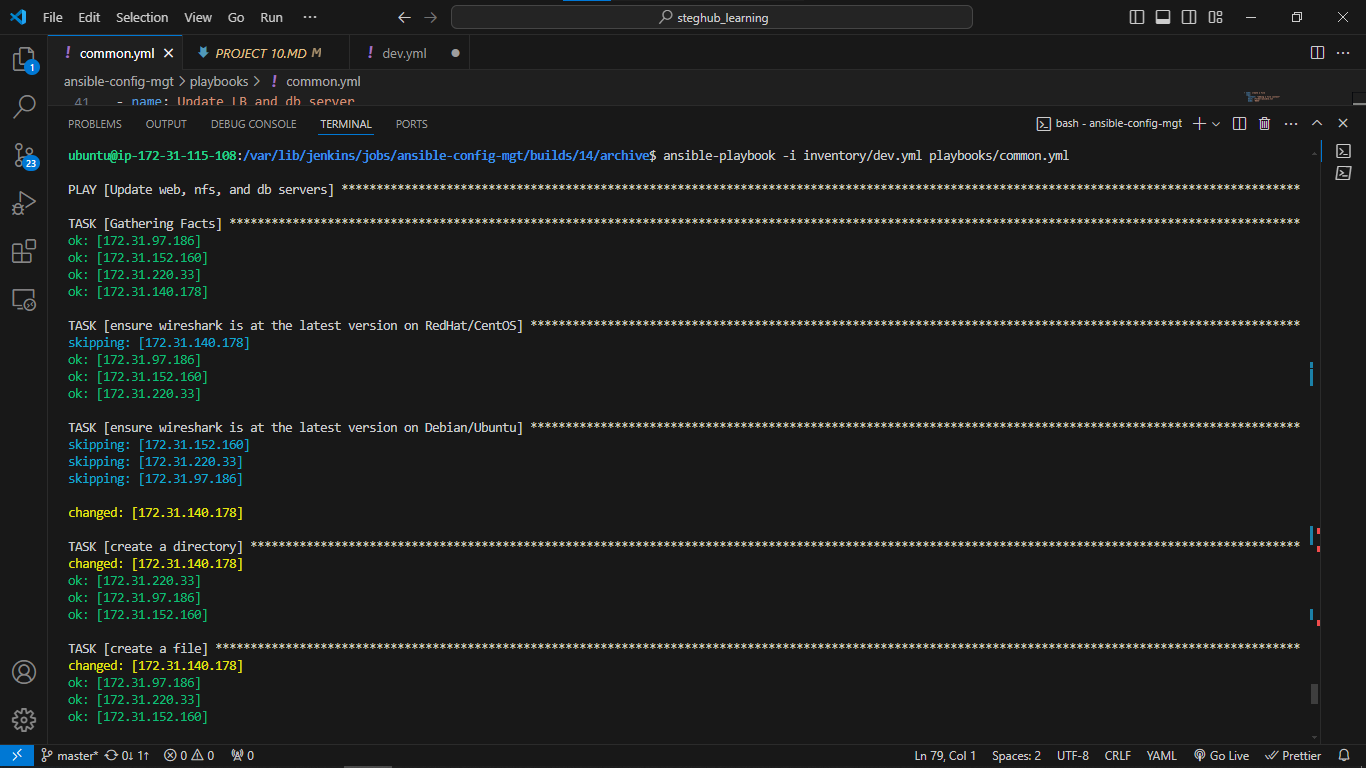 File Edit Selection View Go Run ··· steghub_learning
! common.yml PROJECT 10.MD M ! dev.yml
ansible-config-mgt > playbooks > ! common.yml
41 - name: Update LB and db server
PROBLEMS OUTPUT DEBUG CONSOLE TERMINAL PORTS bash - ansible-config-mgt
1
23
ubuntu@ip-172-31-115-108:/var/lib/jenkins/jobs/ansible-config-mgt/builds/14/archive$ ansible-playbook -i inventory/dev.yml playbooks/common.yml
PLAY [Update web, nfs, and db servers] ****************************************************************************************************************************************
TASK [Gathering Facts] ********************************************************************************************************************************************************
ok: [172.31.97.186]
ok: [172.31.152.160]
ok: [172.31.220.33]
ok: [172.31.140.178]
TASK [ensure wireshark is at the latest version on RedHat/CentOS] **************************************************************************************************************
skipping: [172.31.140.178]
ok: [172.31.97.186]
ok: [172.31.152.160]
ok: [172.31.220.33]
TASK [ensure wireshark is at the latest version on Debian/Ubuntu] **************************************************************************************************************
skipping: [172.31.152.160]
skipping: [172.31.220.33]
skipping: [172.31.97.186]
changed: [172.31.140.178]
TASK [create a directory] *****************************************************************************************************************************************************
changed: [172.31.140.178]
ok: [172.31.220.33]
ok: [172.31.97.186]
ok: [172.31.152.160]
TASK [create a file] **********************************************************************************************************************************************************
changed: [172.31.140.178]
ok: [172.31.97.186]
ok: [172.31.220.33]
ok: [172.31.152.160]
master* 0↓ 1↑ 0 0 0 Ln 79, Col 1 Spaces: 2 UTF-8 CRLF YAML Go Live Prettier